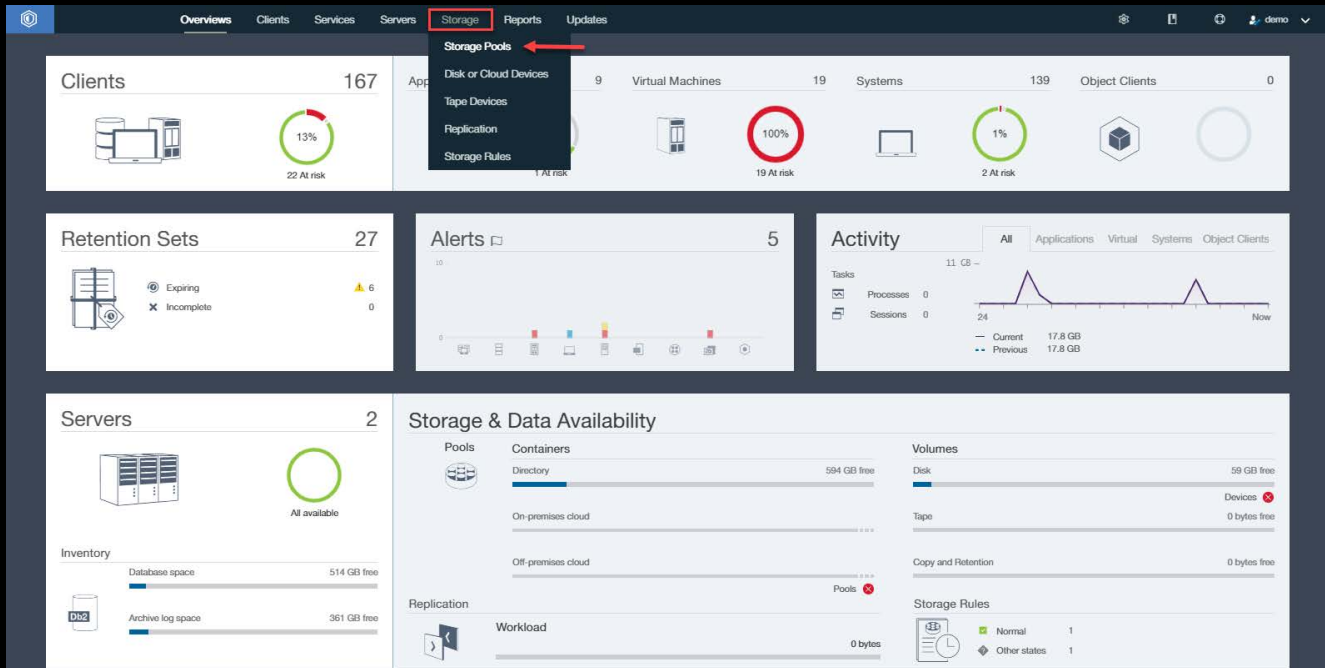 Overviews Clients Services Servers Storage Reports Updates demo
Storage Pools
Disk or Cloud Devices
Tape Devices
Replication
Storage Rules
Clients 167
13%
22 At risk
App 9
1 At risk
Virtual Machines 19
100%
19 At risk
Systems 139
1%
2 At risk
Object Clients 0
Retention Sets 27
Expiring 6
Incomplete 0
Alerts 5
10
0
Activity
All Applications Virtual Systems Object Clients
Tasks
Processes 0
Sessions 0
11 GB
24 Now
Current 17.8 GB
Previous 17.8 GB
Servers 2
All available
Inventory
Database space 514 GB free
Db2
Archive log space 361 GB free
Storage & Data Availability
Pools
Containers
Directory 594 GB free
On-premises cloud
Off-premises cloud
Pools
Volumes
Disk 59 GB free
Devices
Tape 0 bytes free
Copy and Retention 0 bytes free
Replication
Workload
0 bytes
Storage Rules
Normal 1
Other states 1